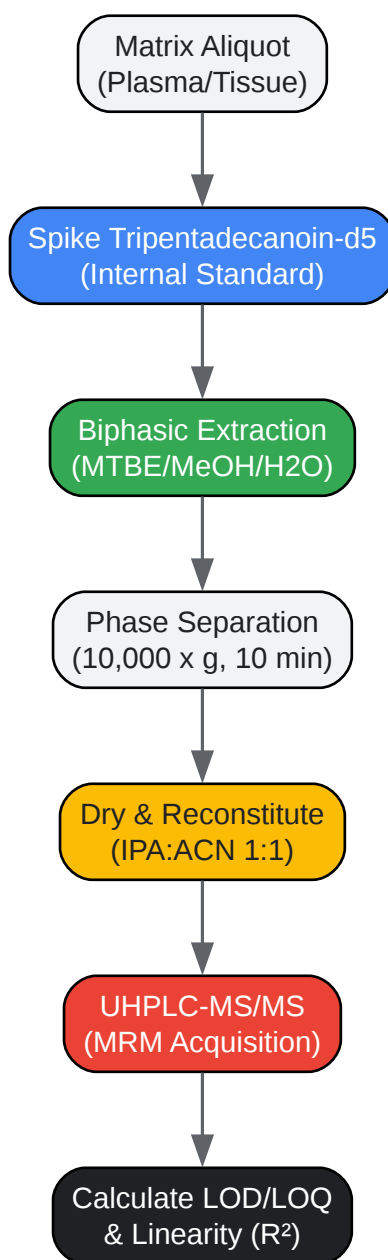 Matrix Aliquot
(Plasma/Tissue)
Spike Tripentadecanoin-d5
(Internal Standard)
Biphasic Extraction
(MTBE/MeOH/H2O)
Phase Separation
(10,000 x g, 10 min)
Dry & Reconstitute
(IPA:ACN 1:1)
UHPLC-MS/MS
(MRM Acquisition)
Calculate LOD/LOQ
& Linearity (R²)